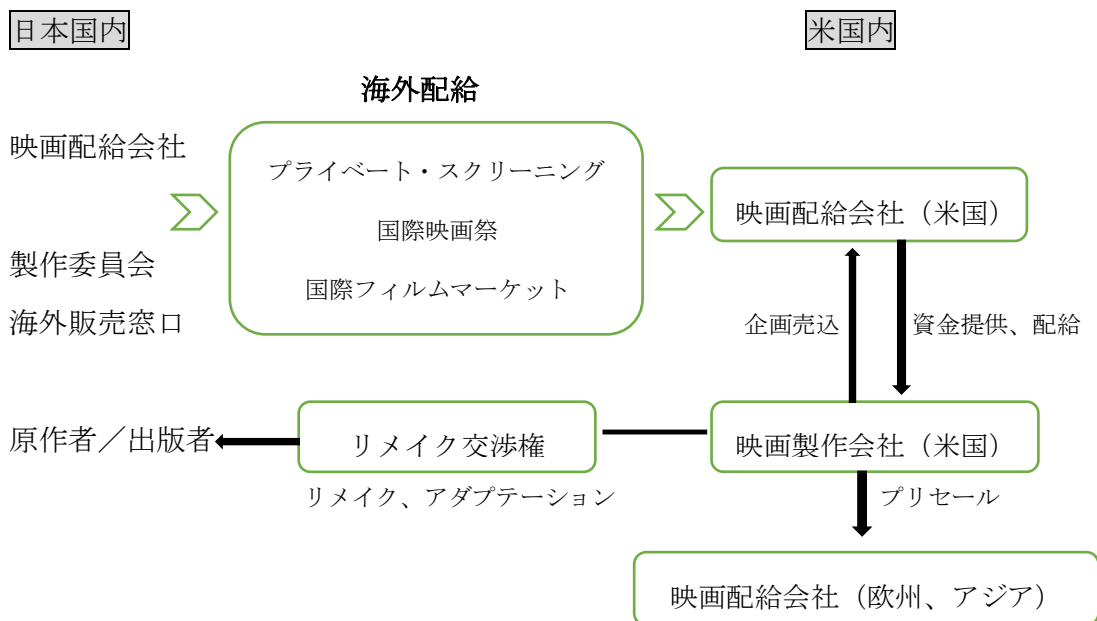 日本国内
米国内
海外配給
映画配給会社
プライベート・スクリーニング
国際映画祭
国際フィルムマーケット
映画配給会社（米国）
製作委員会
海外販売窓口
企画売込
資金提供、配給
原作者／出版者
リメイク交渉権
映画製作会社（米国）
リメイク、アダプテーション
プリセール
映画配給会社（欧州、アジア）